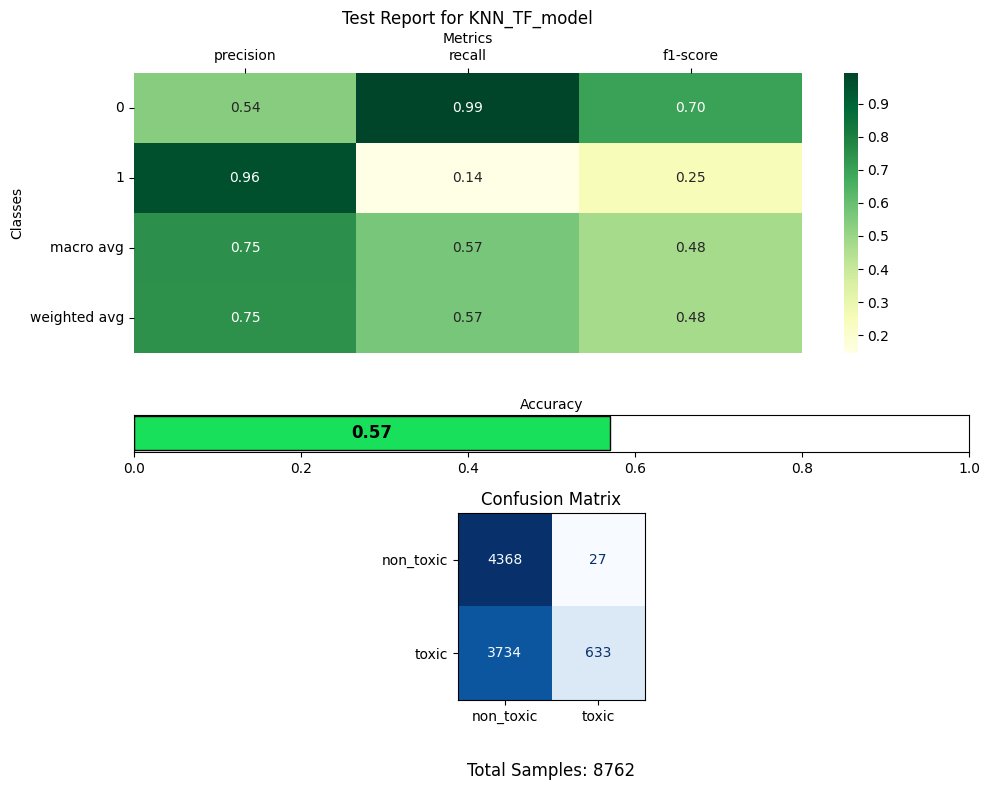 Test Report for KNN_TF_model
Metrics
precision recall f1-score
Classes
0 0.54 0.99 0.70
1 0.96 0.14 0.25
macro avg 0.75 0.57 0.48
weighted avg 0.75 0.57 0.48
0.9
0.8
0.7
0.6
0.5
0.4
0.3
0.2
Accuracy
0.57
0.0 0.2 0.4 0.6 0.8 1.0
Confusion Matrix
non_toxic 4368 27
toxic 3734 633
non_toxic toxic
Total Samples: 8762